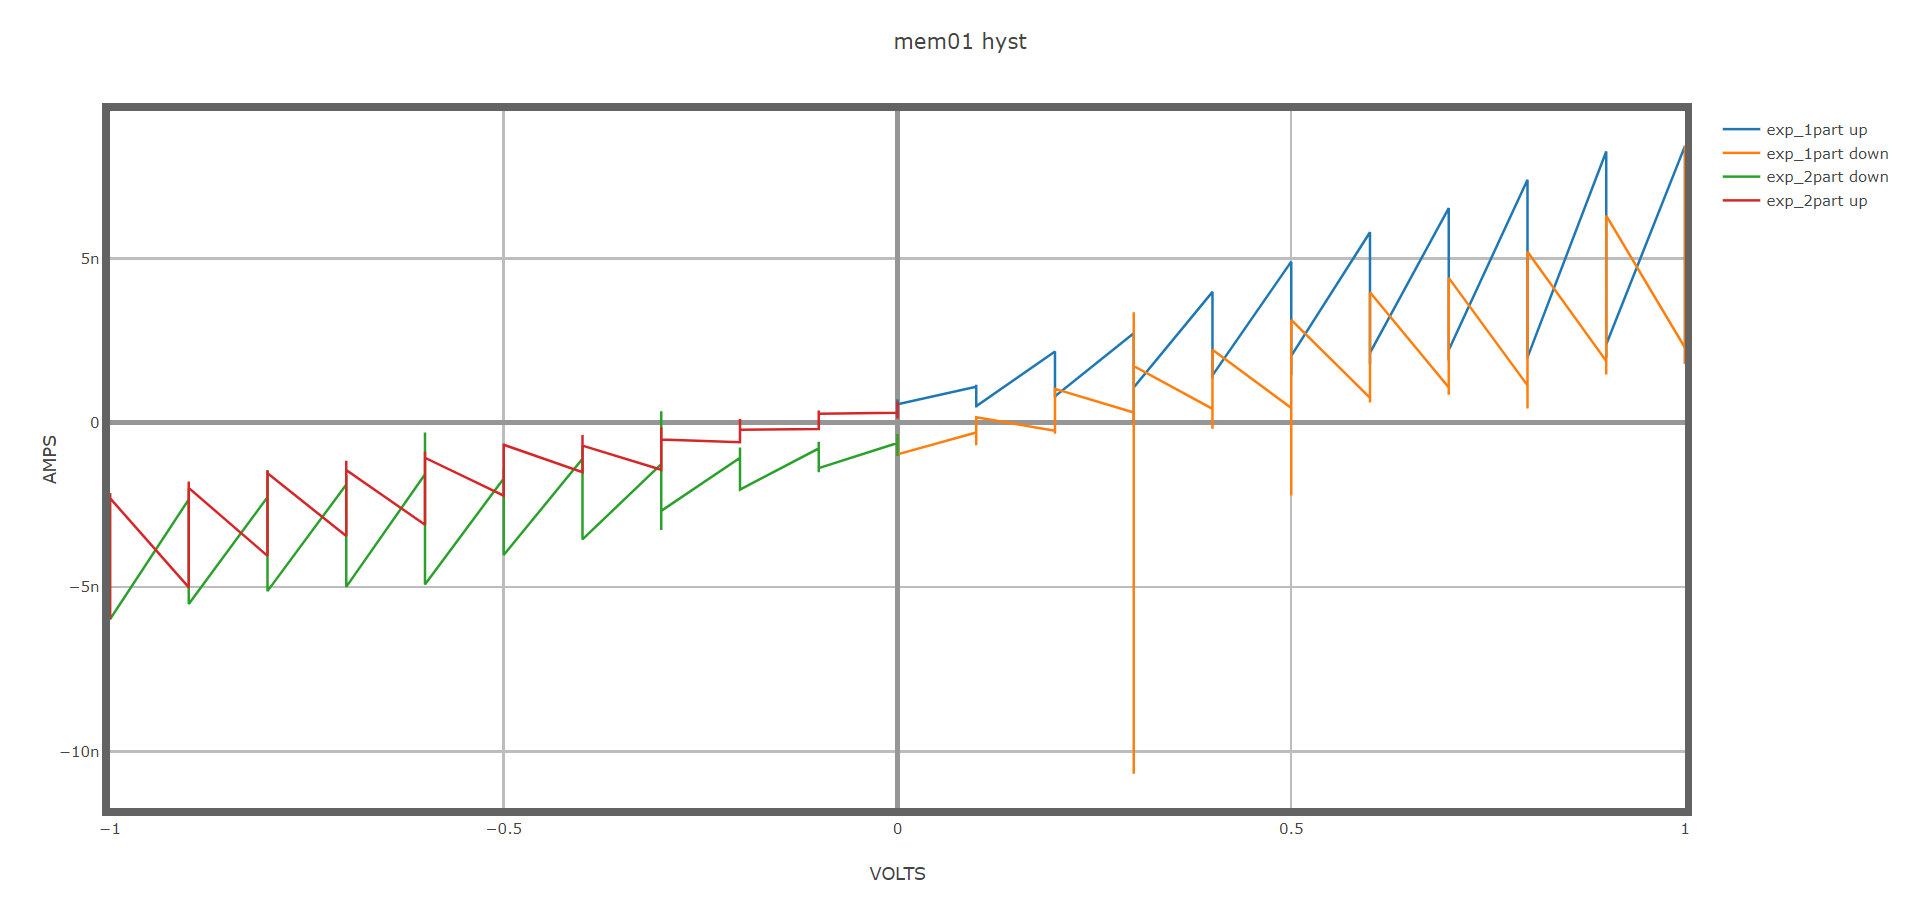 mem01 hyst
exp_1part up
exp_1part down
exp_2part down
exp_2part up
5n
0
−5n
−10n
AMPS
−1
−0.5
0
0.5
1
VOLTS